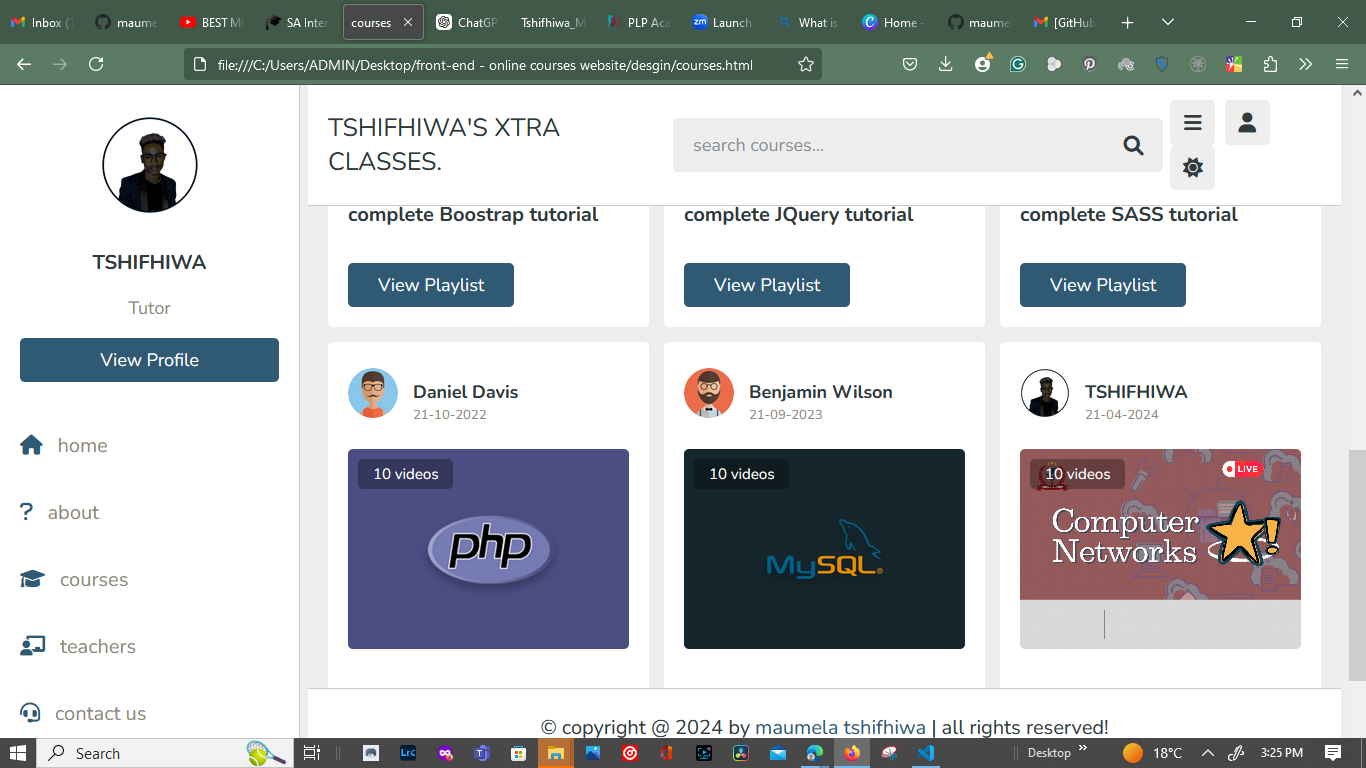 Inbox (1
maume
BEST M
SA Inter
courses
ChatGP
Tshifhiwa_M
PLP Aca
zm
Launch
What is
Home -
maume
[GitHub
file:///C:/Users/ADMIN/Desktop/front-end - online courses website/desgin/courses.html
TSHIFHIWA
Tutor
View Profile
home
about
courses
teachers
contact us
TSHIFHIWA'S XTRA
CLASSES.
search courses...
complete Boostrap tutorial
complete JQuery tutorial
complete SASS tutorial
View Playlist
View Playlist
View Playlist
Daniel Davis
21-10-2022
Benjamin Wilson
21-09-2023
TSHIFHIWA
21-04-2024
10 videos
php
10 videos
MySQL®
10 videos
LIVE
Computer
Networks
© copyright @ 2024 by maumela tshifhiwa | all rights reserved!
Search
Lrc
Desktop
18°C
3:25 PM